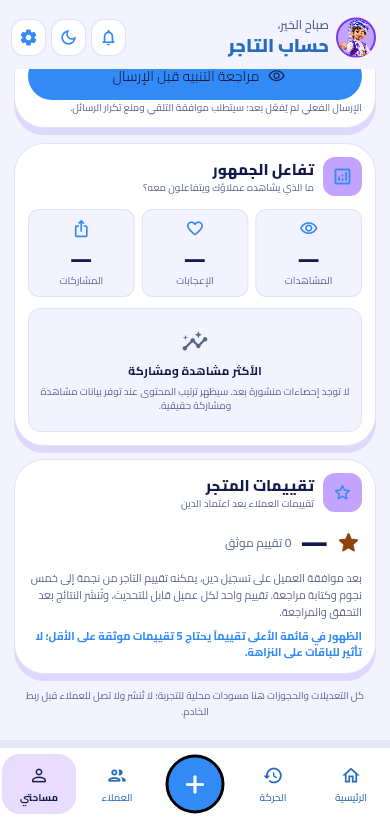 صباح الخير،
حساب التاجر
مراجعة التنبيه قبل الإرسال
الإرسال الفعلي لم يُفعّل بعد؛ سيتطلب موافقة التلقي ومنع تكرار الرسائل.
تفاعل الجمهور
ما الذي يشاهده عملاؤك ويتفاعلون معه؟
— — —
المشاهدات الإعجابات المشاركات
الأكثر مشاهدة ومشاركة
لا توجد إحصاءات منشورة بعد. سيظهر ترتيب المحتوى عند توفر بيانات مشاهدة
ومشاركة حقيقية.
تقييمات المتجر
تقييمات العملاء بعد اعتماد الدين
— 0 تقييم موثق
بعد موافقة العميل على تسجيل دين، يمكنه تقييم التاجر من نجمة إلى خمس
نجوم وكتابة مراجعة. تقييم واحد لكل عميل قابل للتحديث، وتُنشر النتائج بعد
التحقق والمراجعة.
الظهور في قائمة الأعلى تقييماً يحتاج 5 تقييمات موثقة على الأقل؛ لا
تأثير للباقات على النزاهة.
كل التعديلات والحجوزات هنا مسودات محلية للتجربة؛ لا تُنشر ولا تصل للعملاء قبل ربط
الخادم.
الرئيسية الحركة العملاء مساحتي